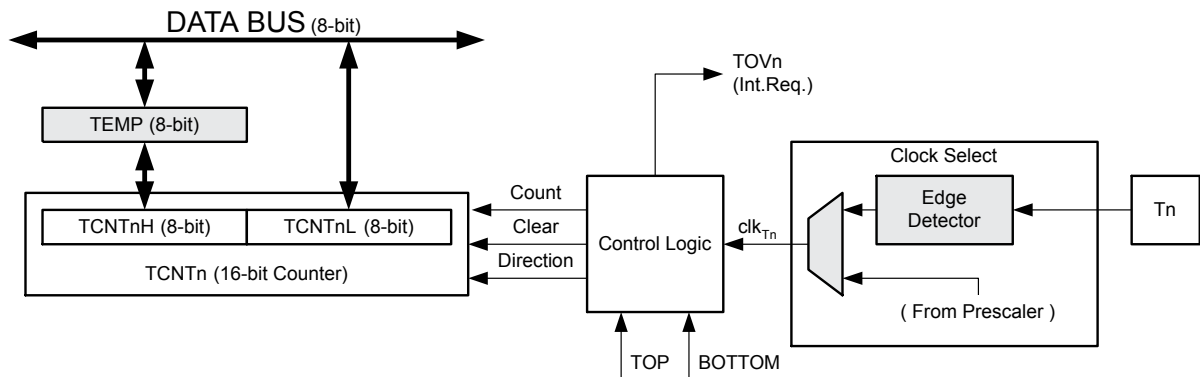 DATA BUS (8-bit)
TOVn
(Int.Req.)
TEMP (8-bit)
Clock Select
Count
Edge
Detector
Tn
TCNTnH (8-bit)
TCNTnL (8-bit)
Clear
Control Logic
clkTn
TCNTn (16-bit Counter)
Direction
( From Prescaler )
TOP
BOTTOM